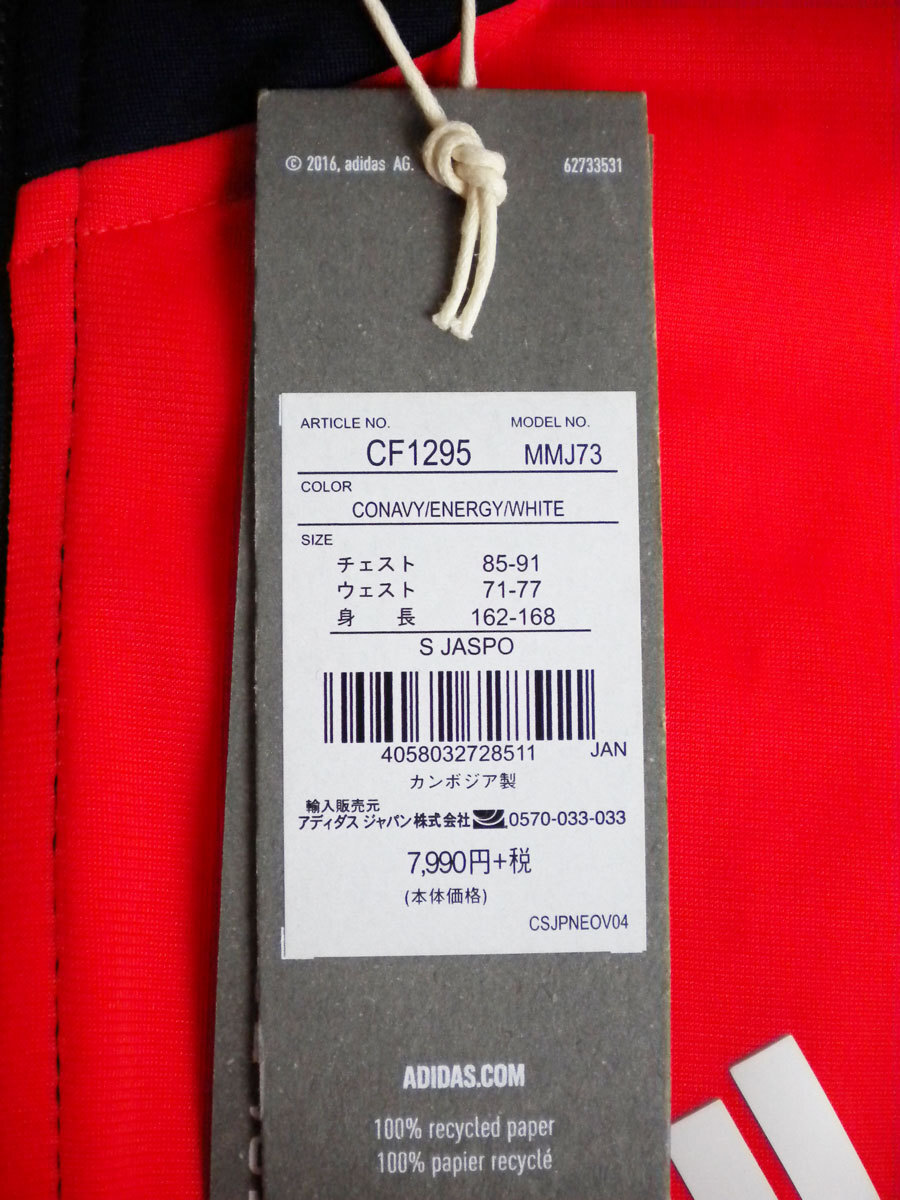 © 2016, adidas AG. 62733531
ARTICLE NO. MODEL NO.
CF1295 MMJ73
COLOR
CONAVY/ENERGY/WHITE
SIZE
チェスト 85-91
ウェスト 71-77
身 長 162-168
S JASPO
4058032728511 JAN
カンボジア製
輸入販売元
アディダス ジャパン株式会社 0570-033-033
7,990円+税
(本体価格)
CSJPNEOV04
ADIDAS.COM
100% recycled paper
100% papier recyclé